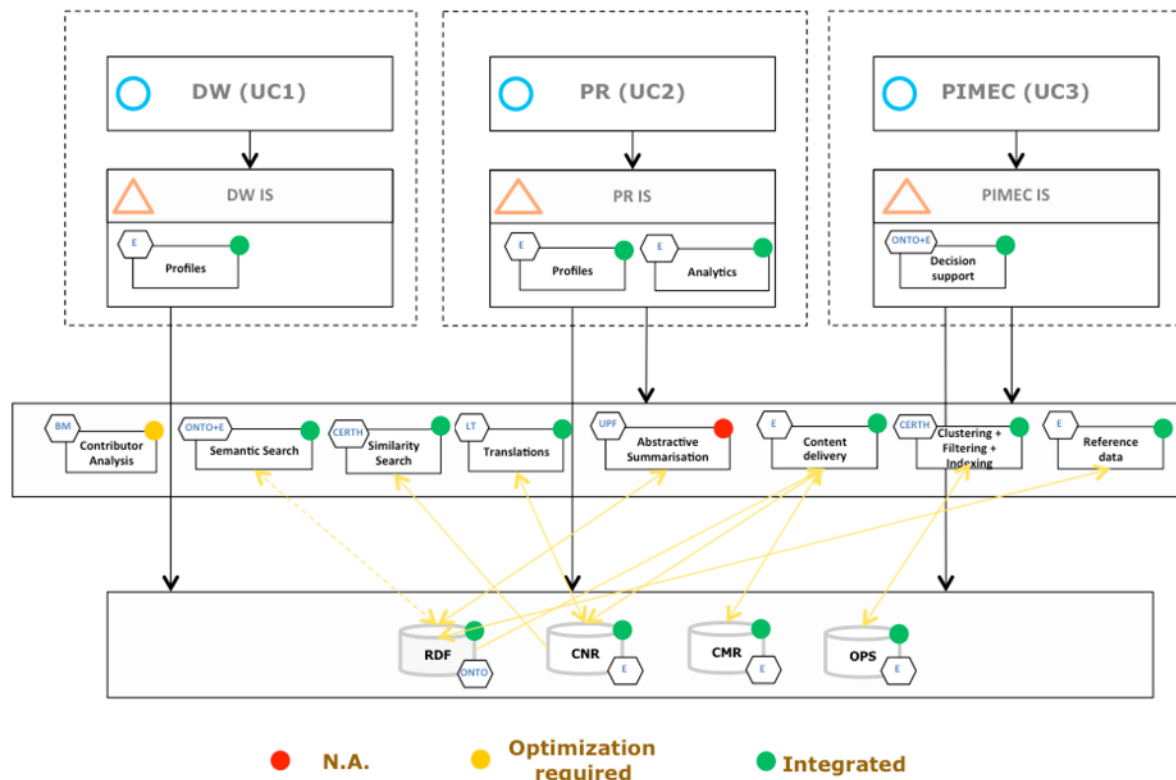 DW (UC1)
PR (UC2)
PIMEC (UC3)
DW IS
PR IS
PIMEC IS
E
Profiles
E
Profiles
E
Analytics
ONTO+E
Decision
support
BM
Contributor
Analysis
ONTO+E
Semantic Search
CERTH
Similarity
Search
LT
Translations
UPF
Abstractive
Summarisation
E
Content
delivery
CERTH
Clustering +
Filtering +
Indexing
E
Reference
data
RDF
ONTO
CNR
E
CMR
E
OPS
E
N.A.
Optimization
required
Integrated